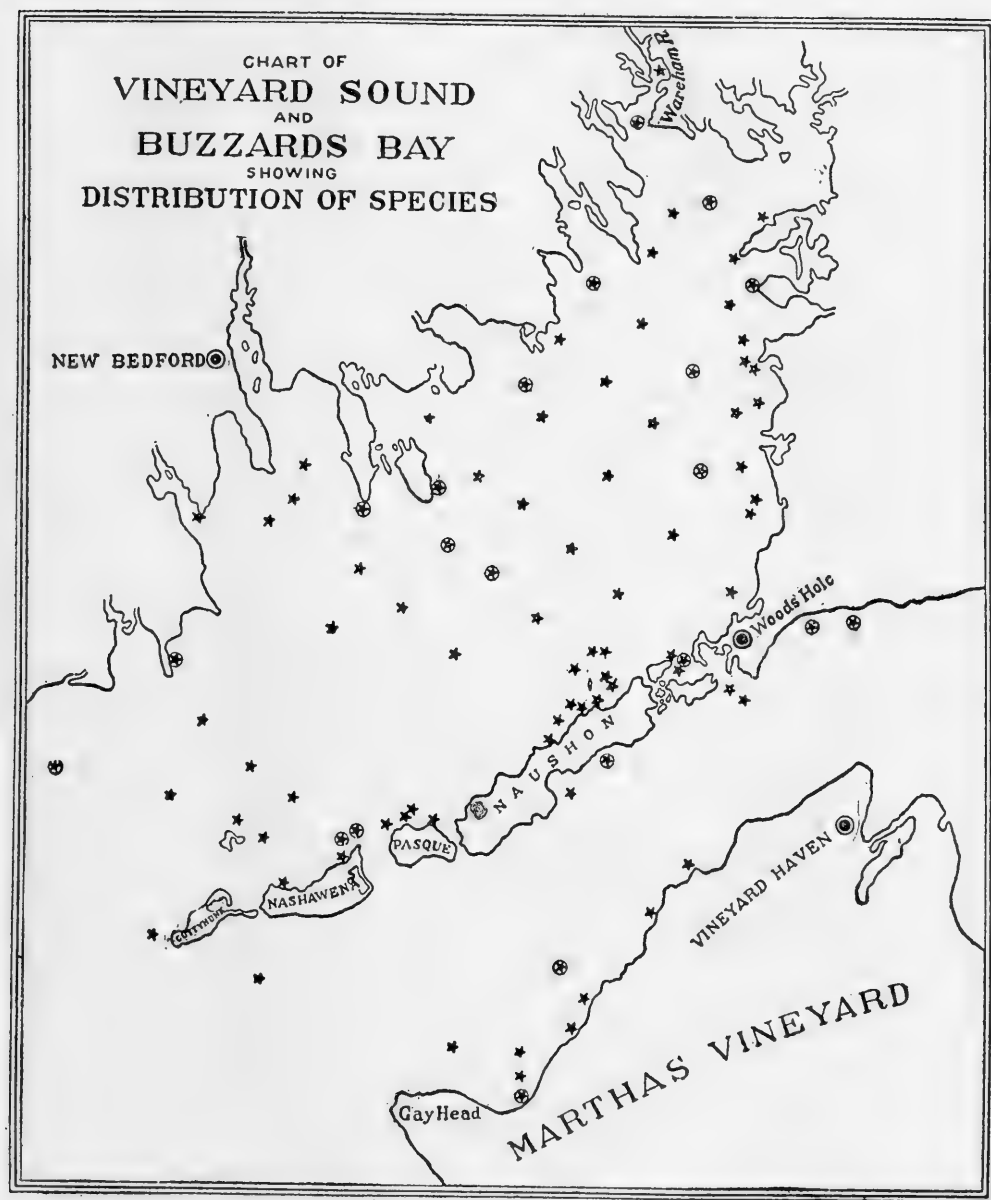 CHART OF
VINEYARD SOUND
AND
BUZZARDS BAY
SHOWING
DISTRIBUTION OF SPECIES
Wareham R
NEW BEDFORD
Woods Hole
NAUSHON
PASQUE
NASHAWENA
CUTTYHUNK
VINEYARD HAVEN
MARTHAS VINEYARD
Gay Head